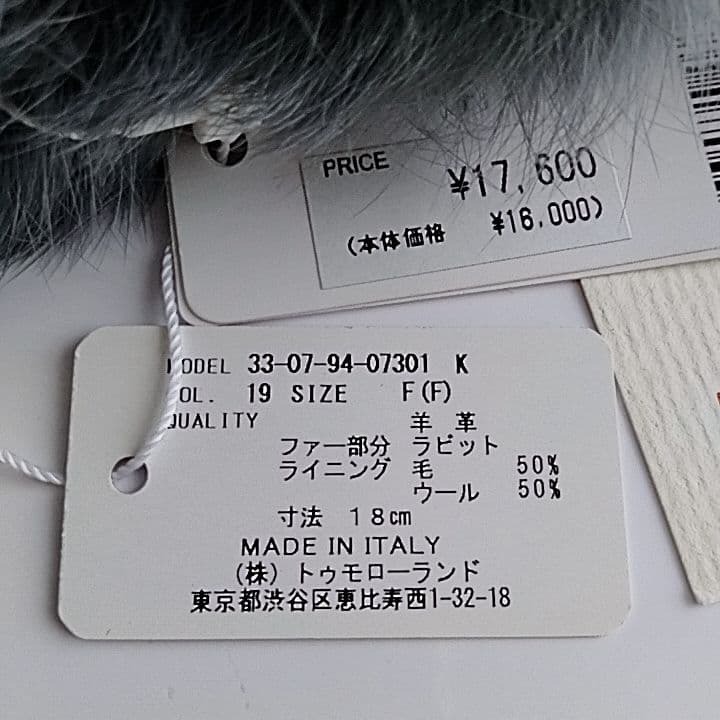 PRICE
¥17,600
(本体価格 ¥16,000)
MODEL 33-07-94-07301 K
COL. 19 SIZE F(F)
QUALITY 羊 革
ファー部分 ラビット
ライニング 毛 50%
ウール 50%
寸法 18cm
MADE IN ITALY
(株) トゥモローランド
東京都渋谷区恵比寿西1-32-18